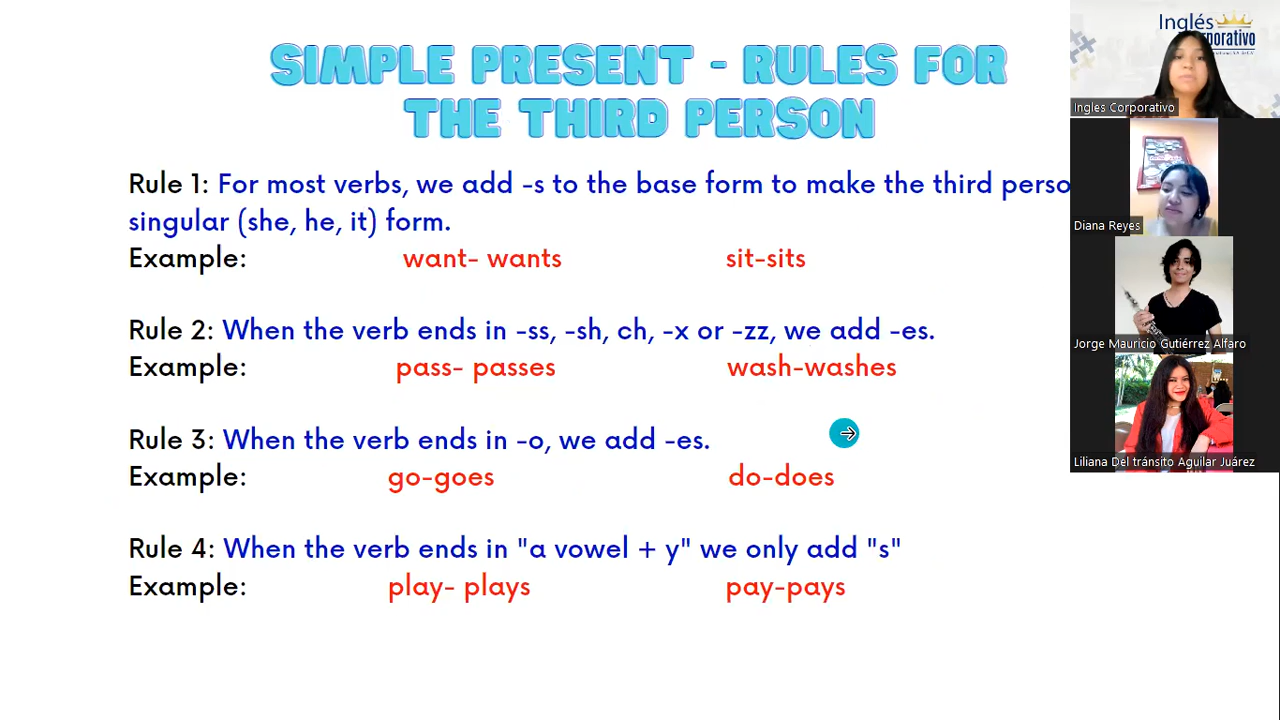 SIMPLE PRESENT - RULES FOR
THE THIRD PERSON
Rule 1: For most verbs, we add -s to the base form to make the third perso
singular (she, he, it) form.
Example: want- wants sit-sits
Rule 2: When the verb ends in -ss, -sh, ch, -x or -zz, we add -es.
Example: pass- passes wash-washes
Rule 3: When the verb ends in -o, we add -es.
Example: go-goes do-does
Rule 4: When the verb ends in "a vowel + y" we only add "s"
Example: play- plays pay-pays
Inglés
rporativo
Ingles Corporativo
Diana Reyes
Jorge Mauricio Gutiérrez Alfaro
Liliana Del tránsito Aguilar Juárez